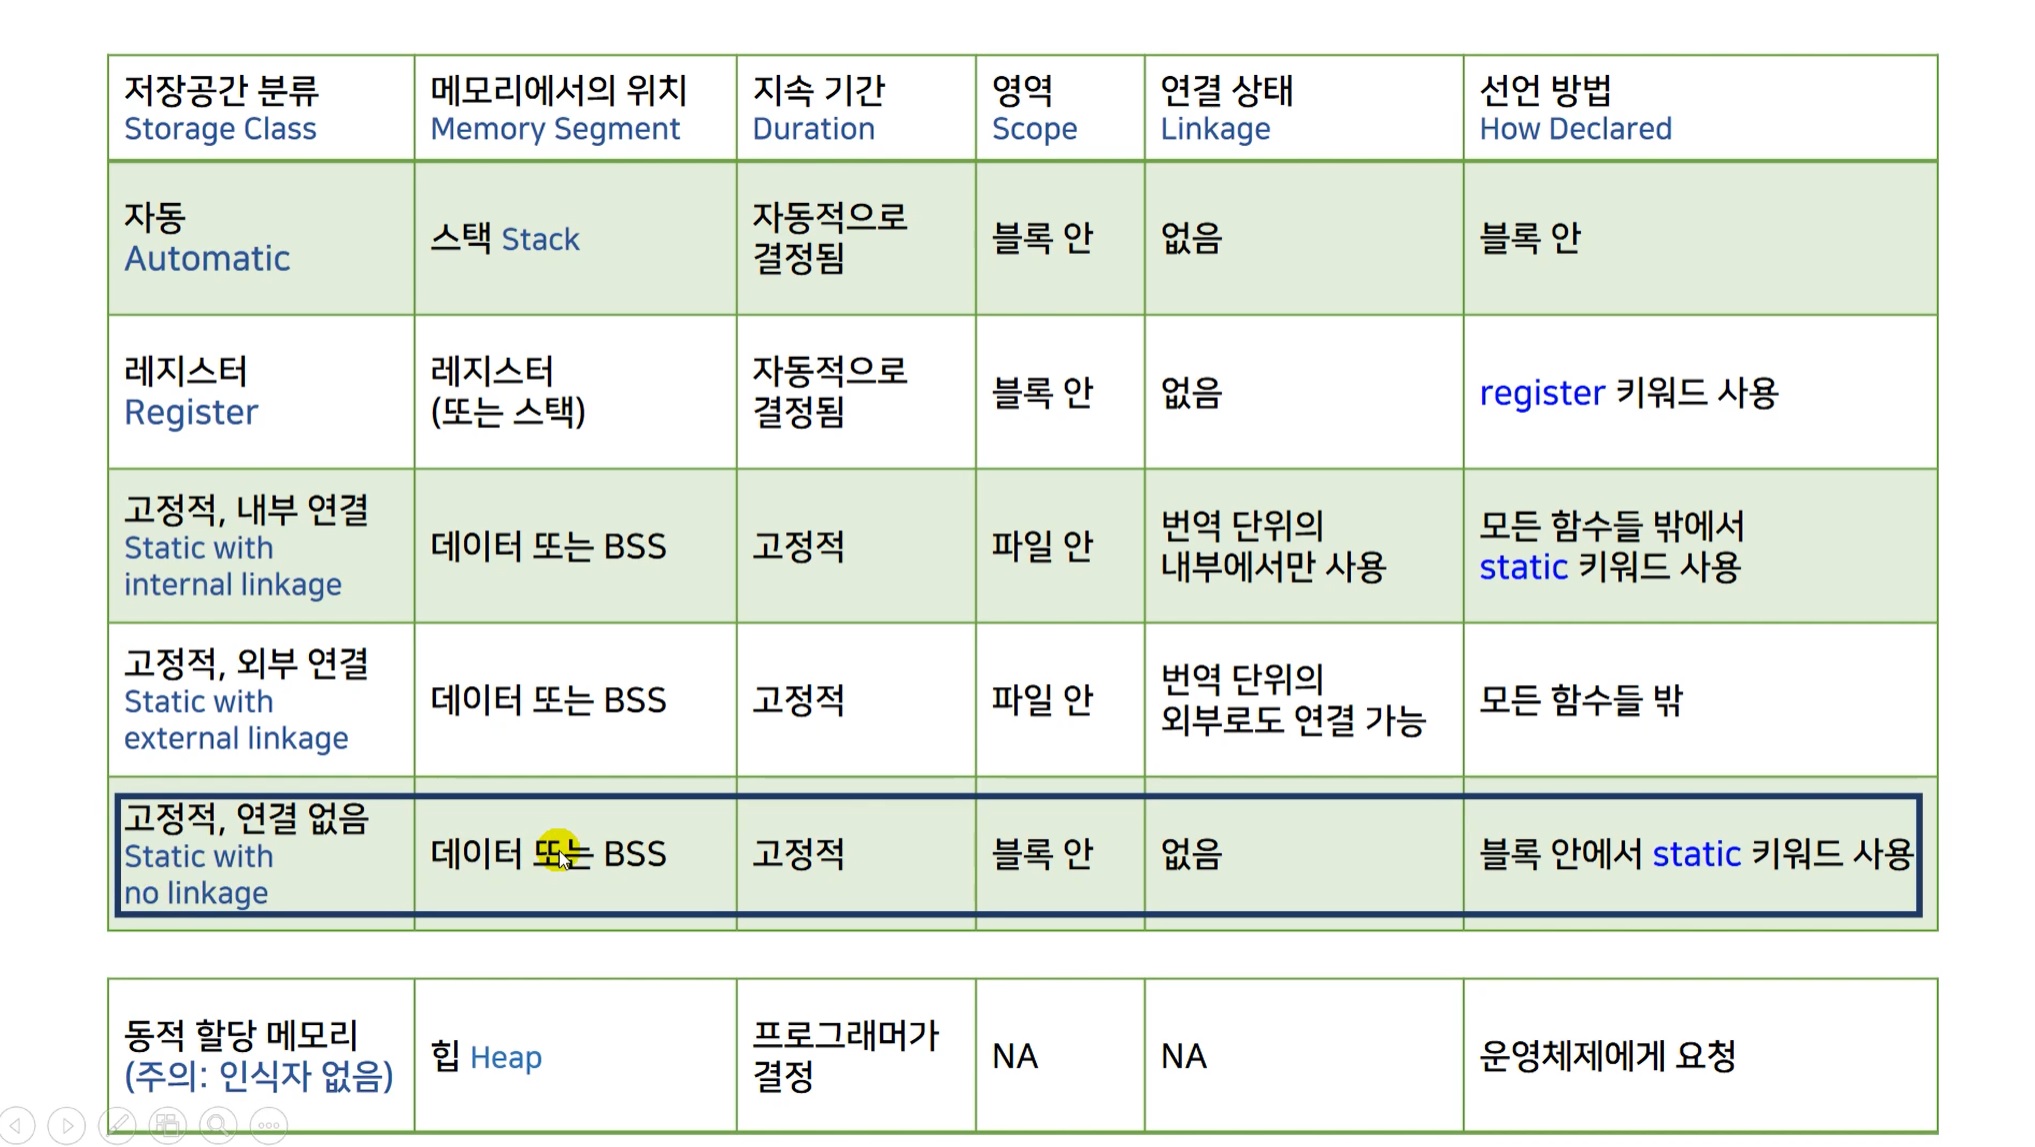 저장공간 분류
Storage Class
메모리에서의 위치
Memory Segment
지속 기간
Duration
영역
Scope
연결 상태
Linkage
선언 방법
How Declared
자동
Automatic
스택 Stack
자동적으로
결정됨
블록 안
없음
블록 안
레지스터
Register
레지스터
(또는 스택)
자동적으로
결정됨
블록 안
없음
register 키워드 사용
고정적, 내부 연결
Static with
internal linkage
데이터 또는 BSS
고정적
파일 안
번역 단위의
내부에서만 사용
모든 함수들 밖에서
static 키워드 사용
고정적, 외부 연결
Static with
external linkage
데이터 또는 BSS
고정적
파일 안
번역 단위의
외부로도 연결 가능
모든 함수들 밖
고정적, 연결 없음
Static with
no linkage
데이터 또는 BSS
고정적
블록 안
없음
블록 안에서 static 키워드 사용
동적 할당 메모리
(주의: 인식자 없음)
힙 Heap
프로그래머가
결정
NA
NA
운영체제에게 요청